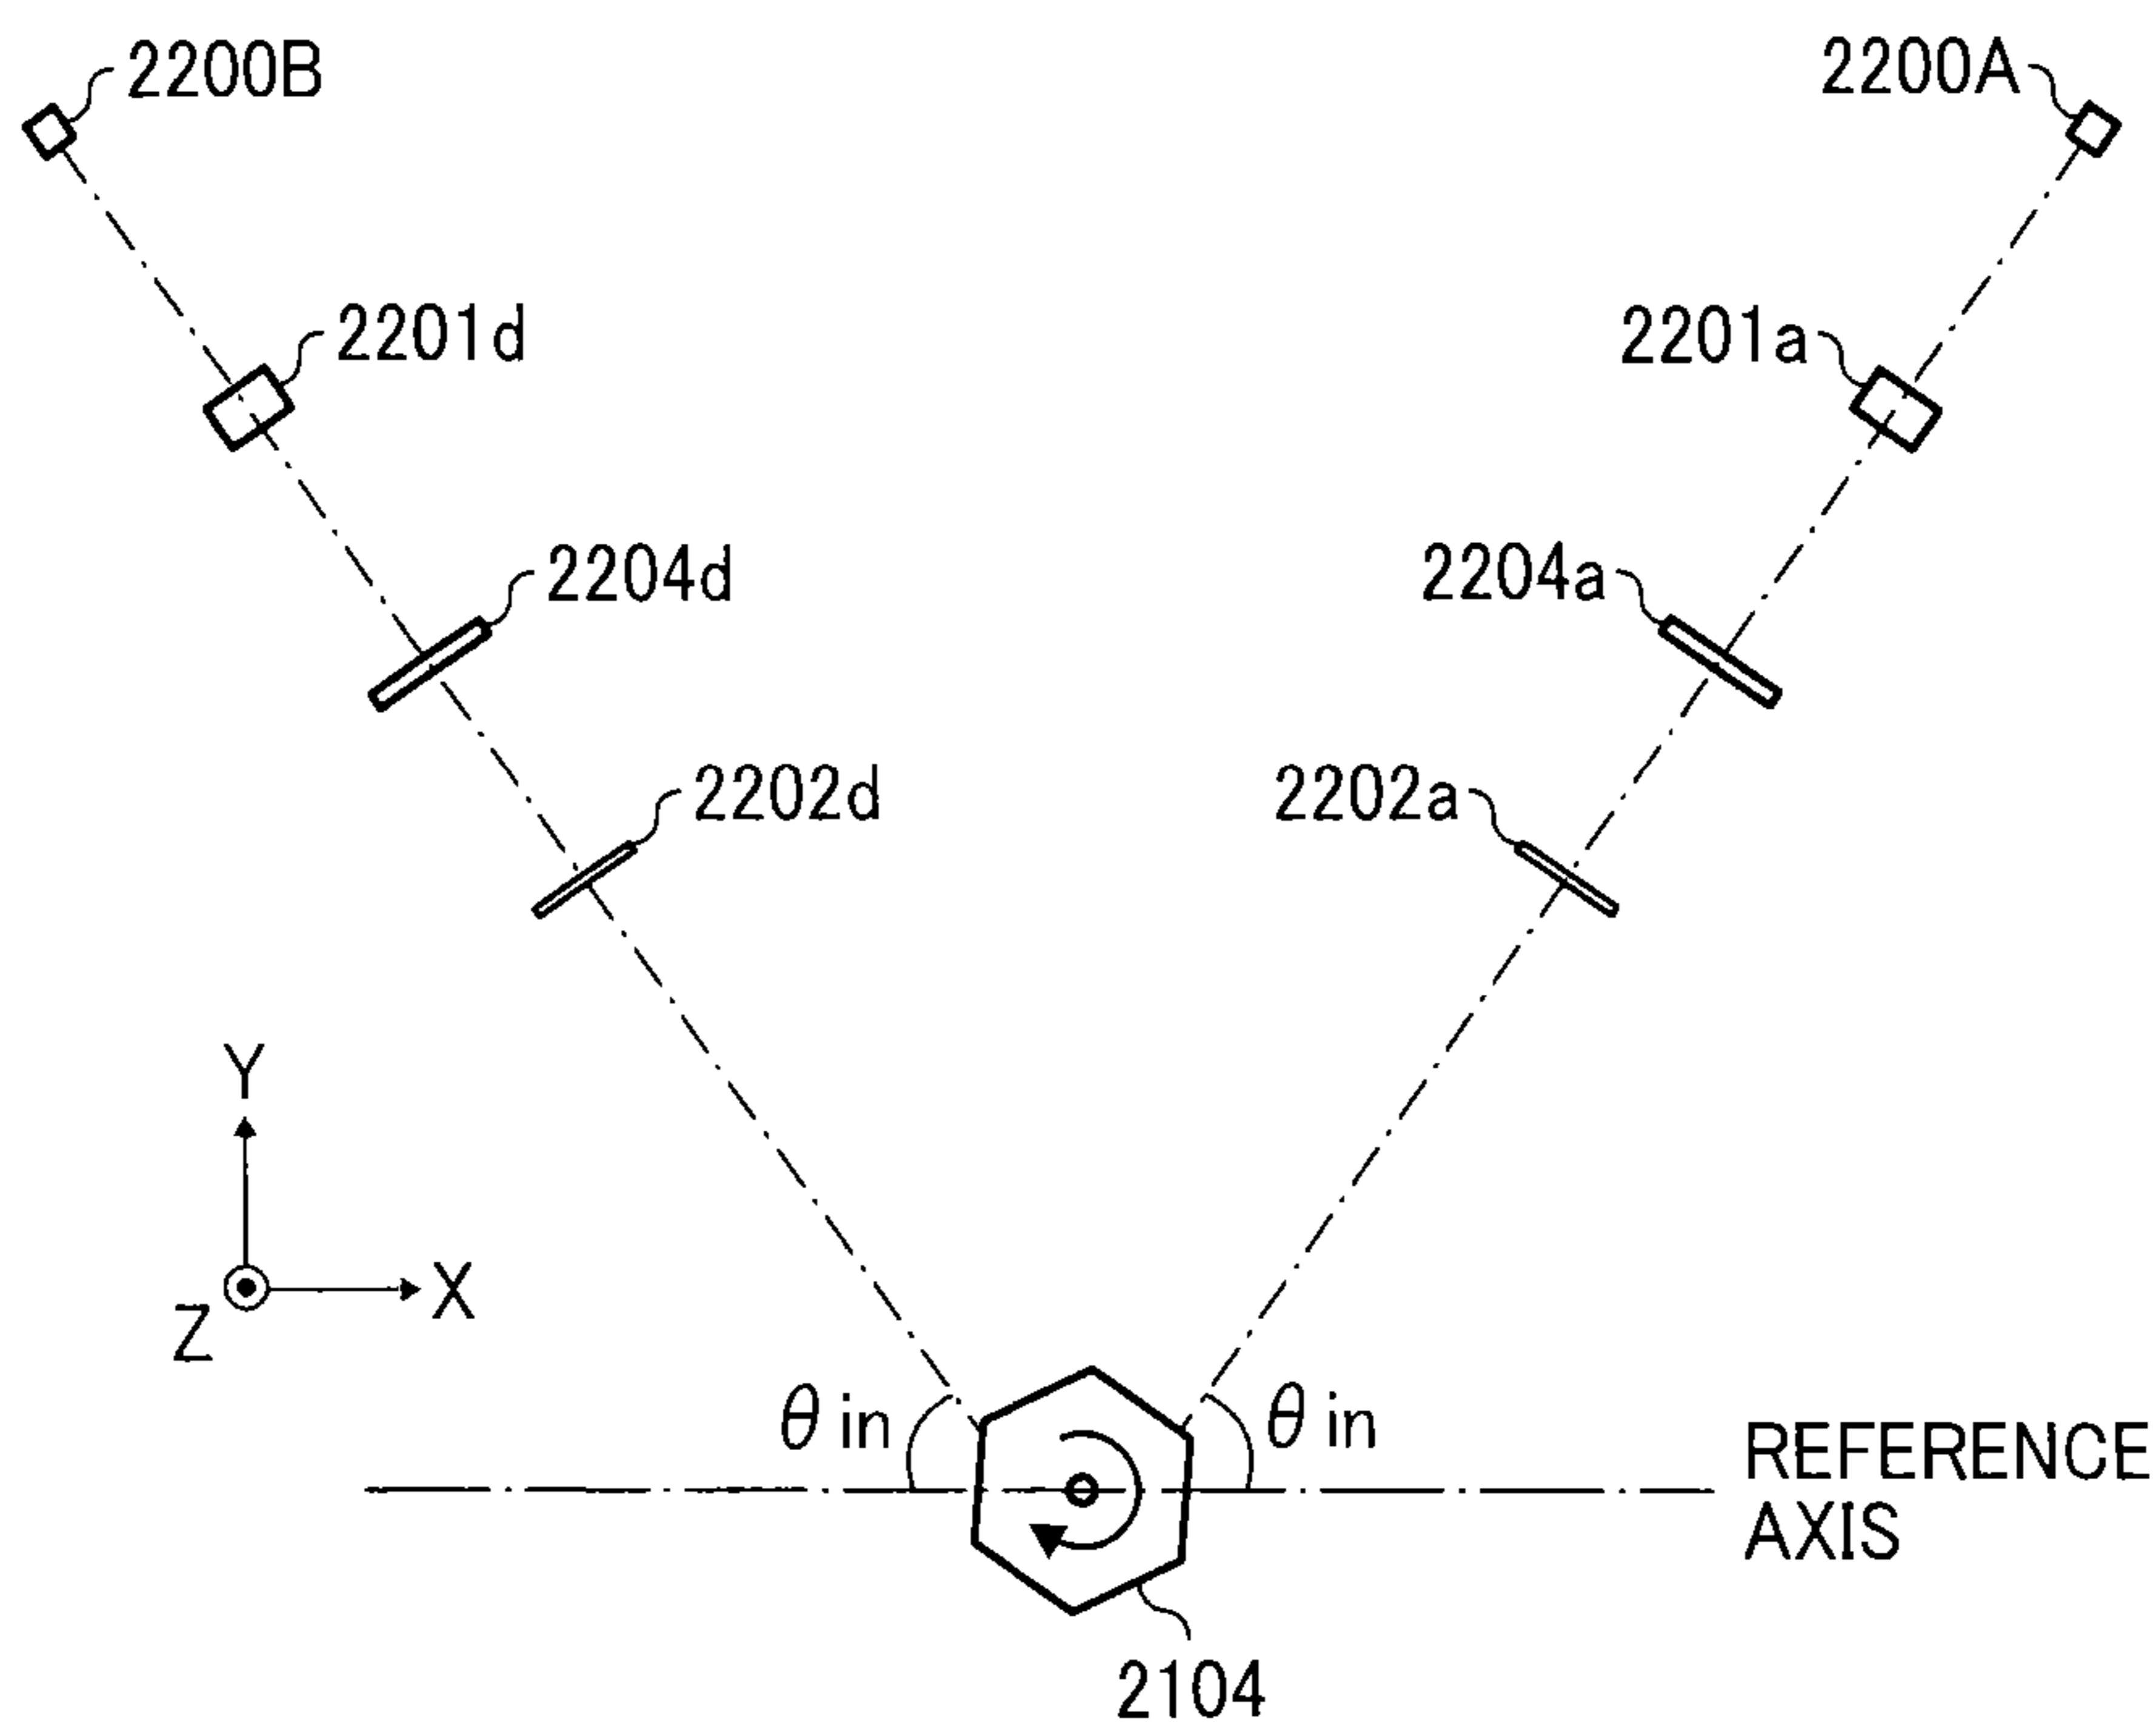 2200B
2200A
2201d
2201a
2204d
2204a
2202d
2202a
Y
X
Z
θ in
θ in
REFERENCE
AXIS
2104